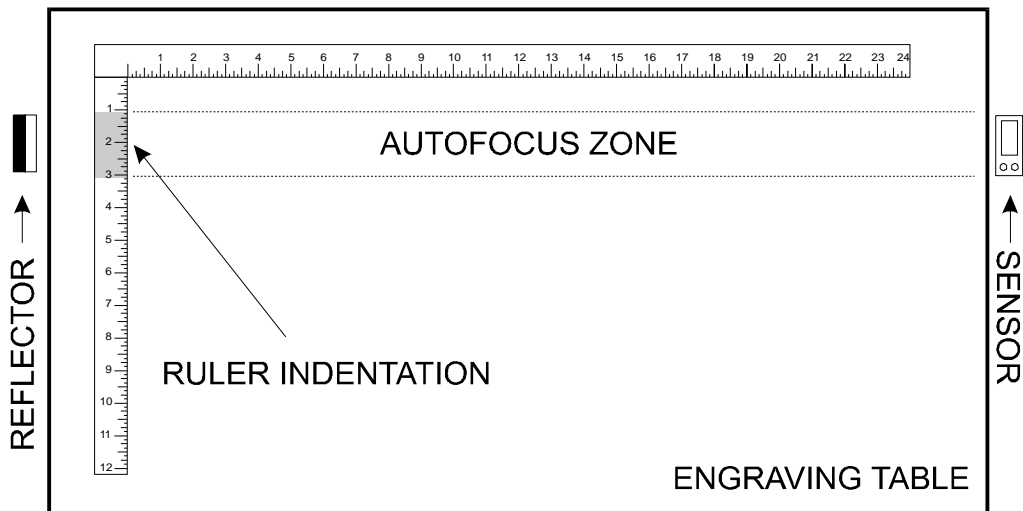 1 2 3 4 5 6 7 8 9 10 11 12 13 14 15 16 17 18 19 20 21 22 23 24
1
AUTOFOCUS ZONE
2
3
4
5
6
7
8
RULER INDENTATION
9
10
11
12
ENGRAVING TABLE
REFLECTOR
SENSOR